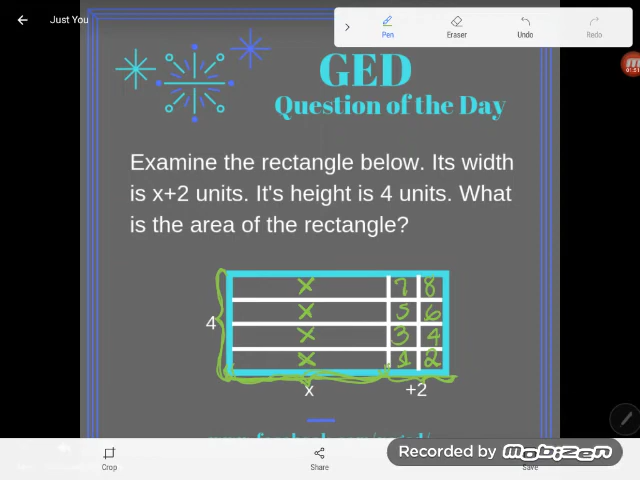 Just You
Pen
Eraser
Undo
Redo
01:51
GED
Question of the Day
Examine the rectangle below. Its width
is x+2 units. It's height is 4 units. What
is the area of the rectangle?
x 7 8
x 5 6
4
x 3 4
x 1 2
x +2
Crop
Share
Save
Recorded by Mobizen